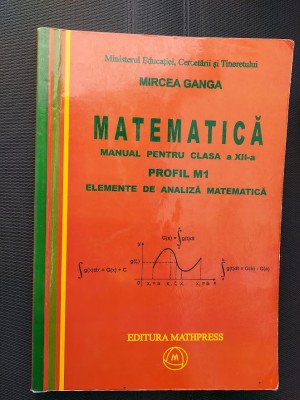 Ministerul Educaţiei, Cercetării şi Tineretului
MIRCEA GANGA
MATEMATICĂ
MANUAL PENTRU CLASA a XII-a
PROFIL M1
ELEMENTE DE ANALIZĂ MATEMATICĂ
EDITURA MATHPRESS
M